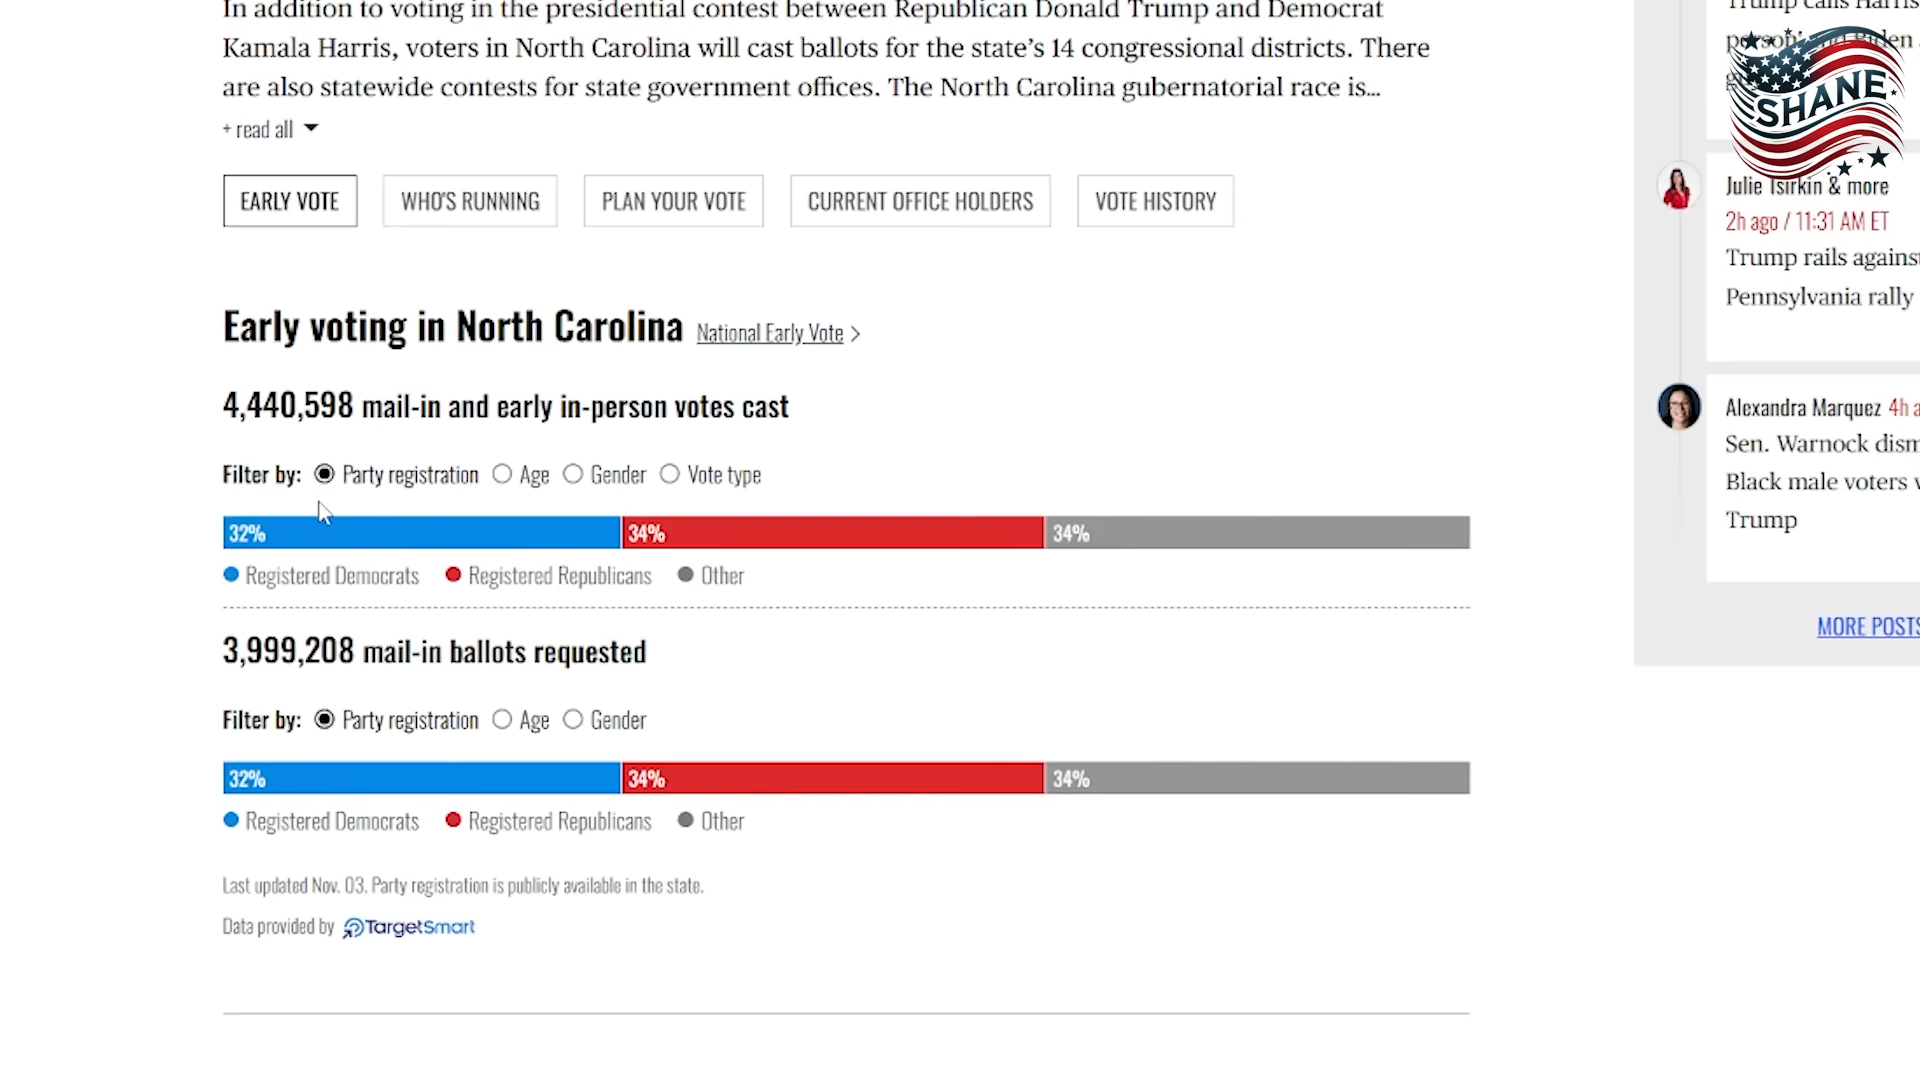 In addition to voting in the presidential contest between Republican Donald Trump and Democrat
Kamala Harris, voters in North Carolina will cast ballots for the state’s 14 congressional districts. There
are also statewide contests for state government offices. The North Carolina gubernatorial race is...
+ read all
EARLY VOTE
WHO'S RUNNING
PLAN YOUR VOTE
CURRENT OFFICE HOLDERS
VOTE HISTORY
Early voting in North Carolina National Early Vote >
4,440,598 mail-in and early in-person votes cast
Filter by: Party registration Age Gender Vote type
32% 34% 34%
Registered Democrats Registered Republicans Other
3,999,208 mail-in ballots requested
Filter by: Party registration Age Gender
32% 34% 34%
Registered Democrats Registered Republicans Other
Last updated Nov. 03. Party registration is publicly available in the state.
Data provided by TargetSmart
SHANE
Julie Tsirkin & more
2h ago / 11:31 AM ET
Trump rails against
Pennsylvania rally
Alexandra Marquez 4h
Sen. Warnock
Black male voters
Trump
MORE POSTS